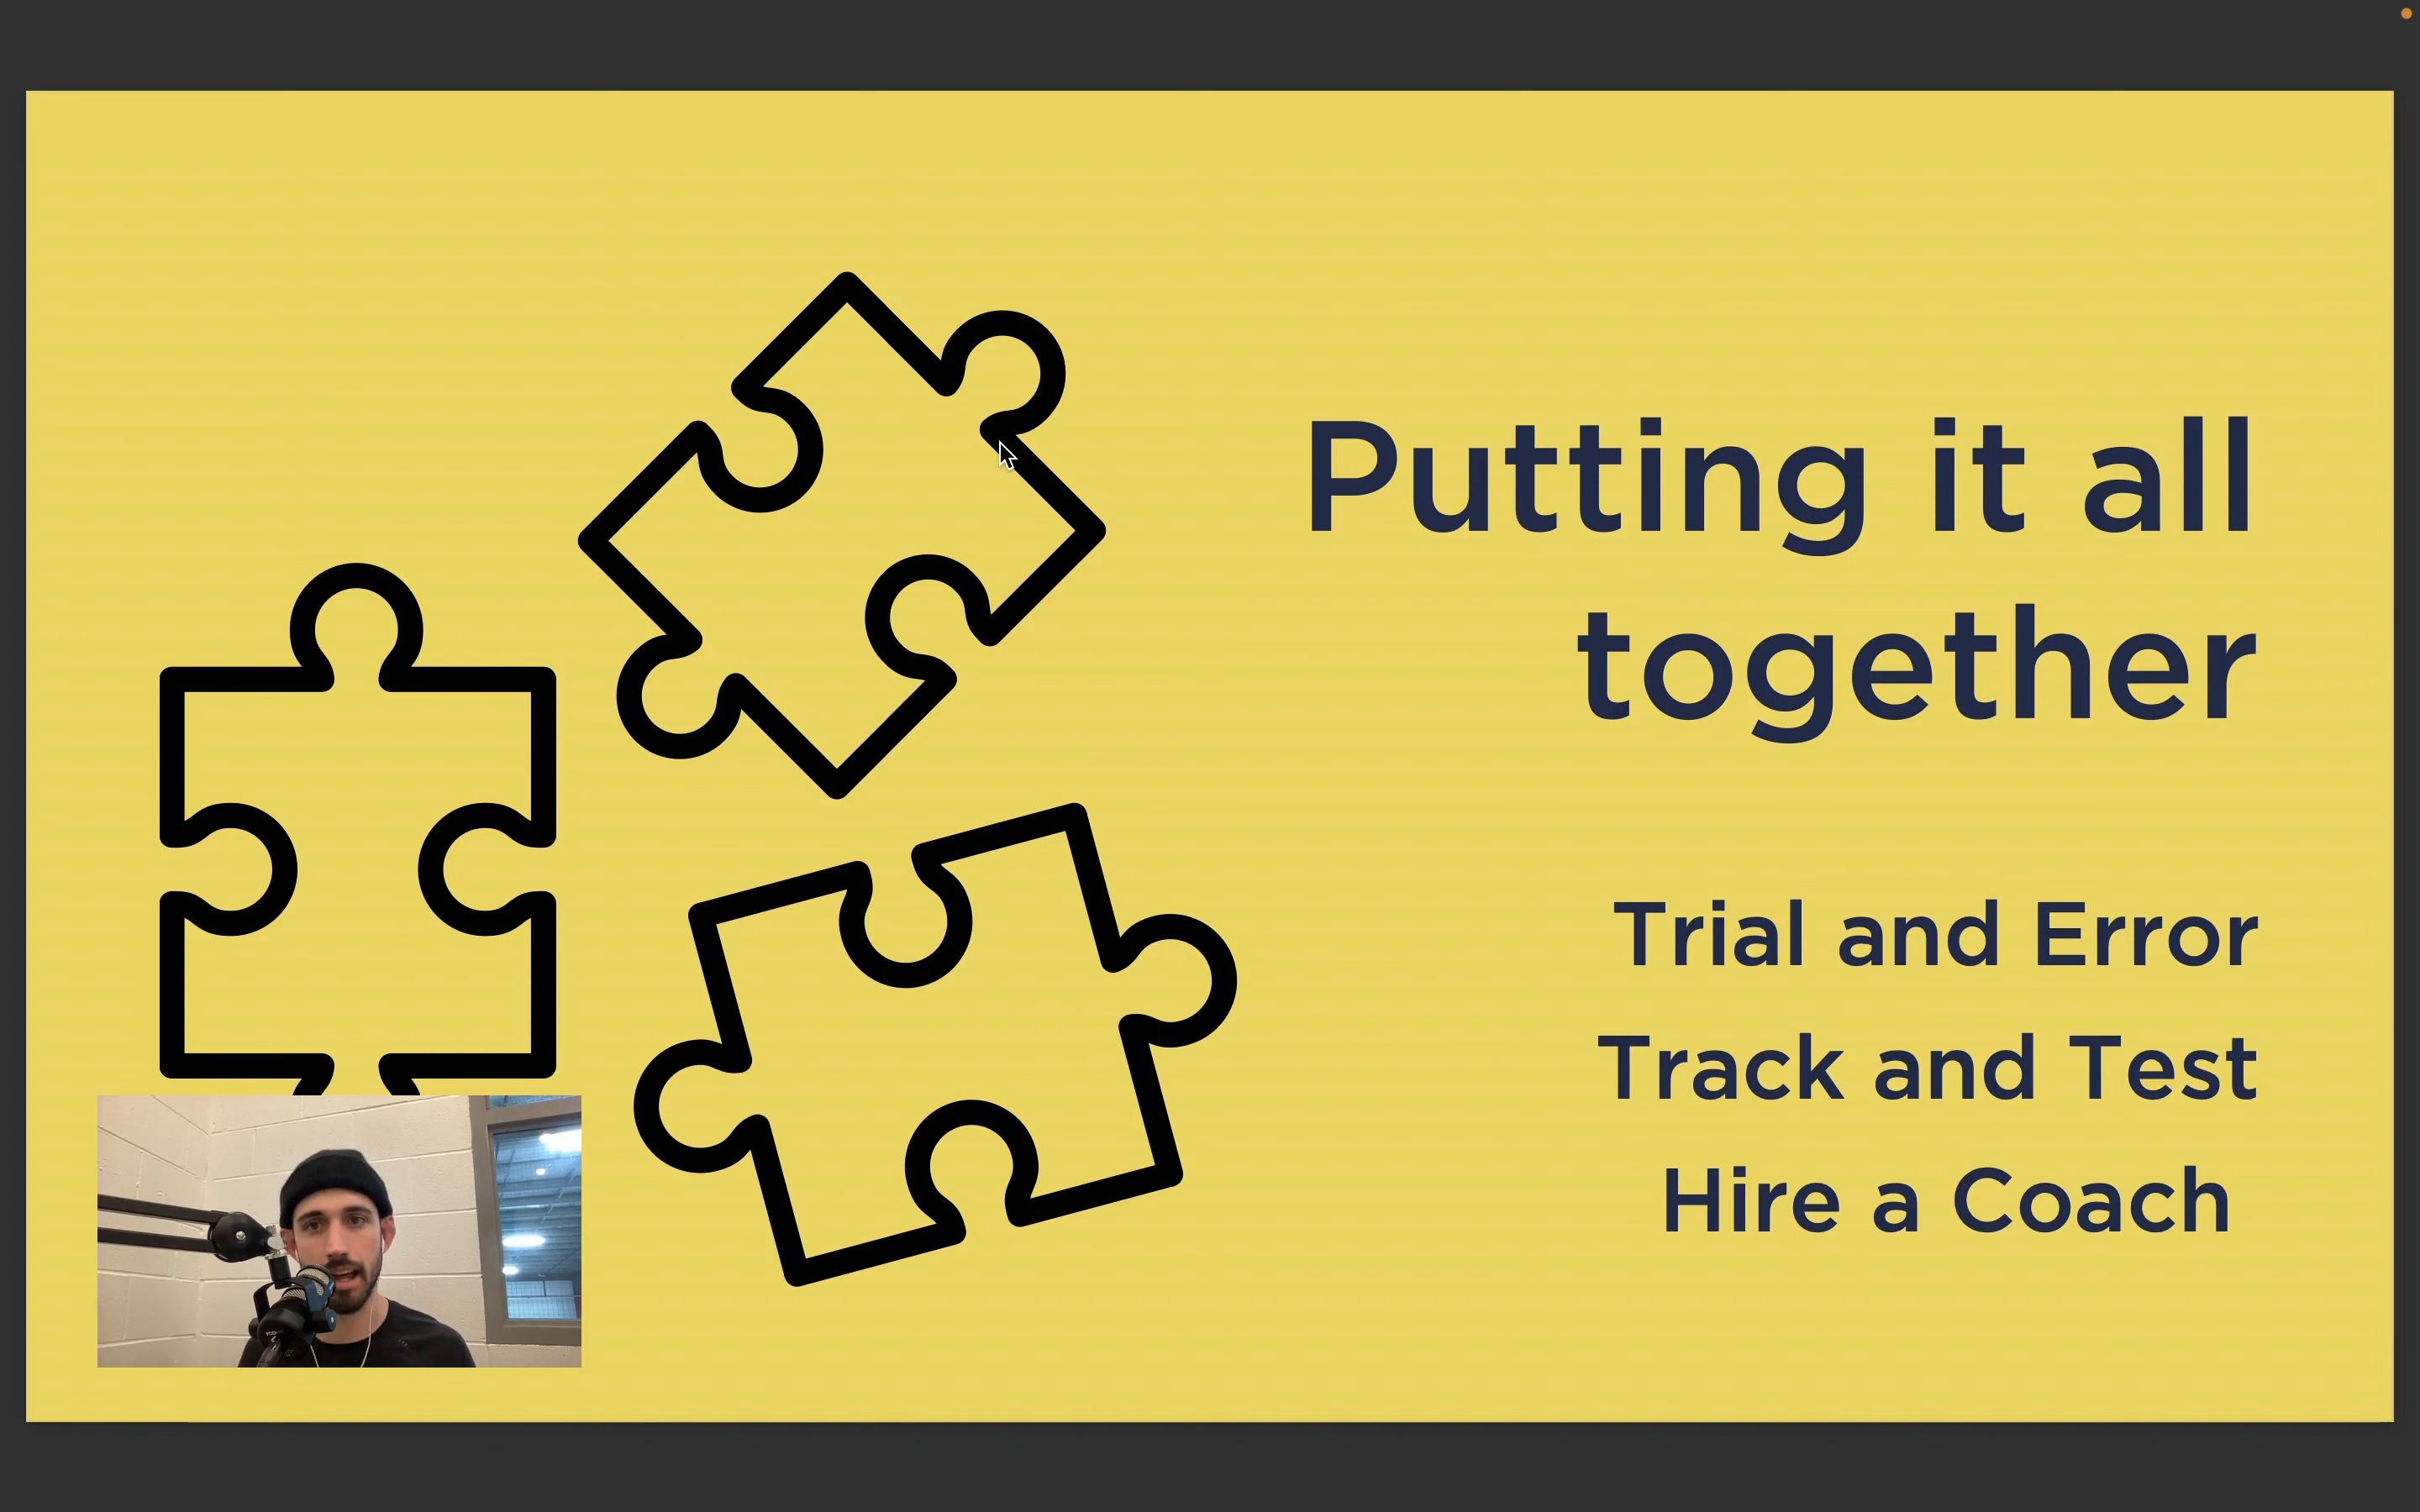 Putting it all
together
Trial and Error
Track and Test
Hire a Coach